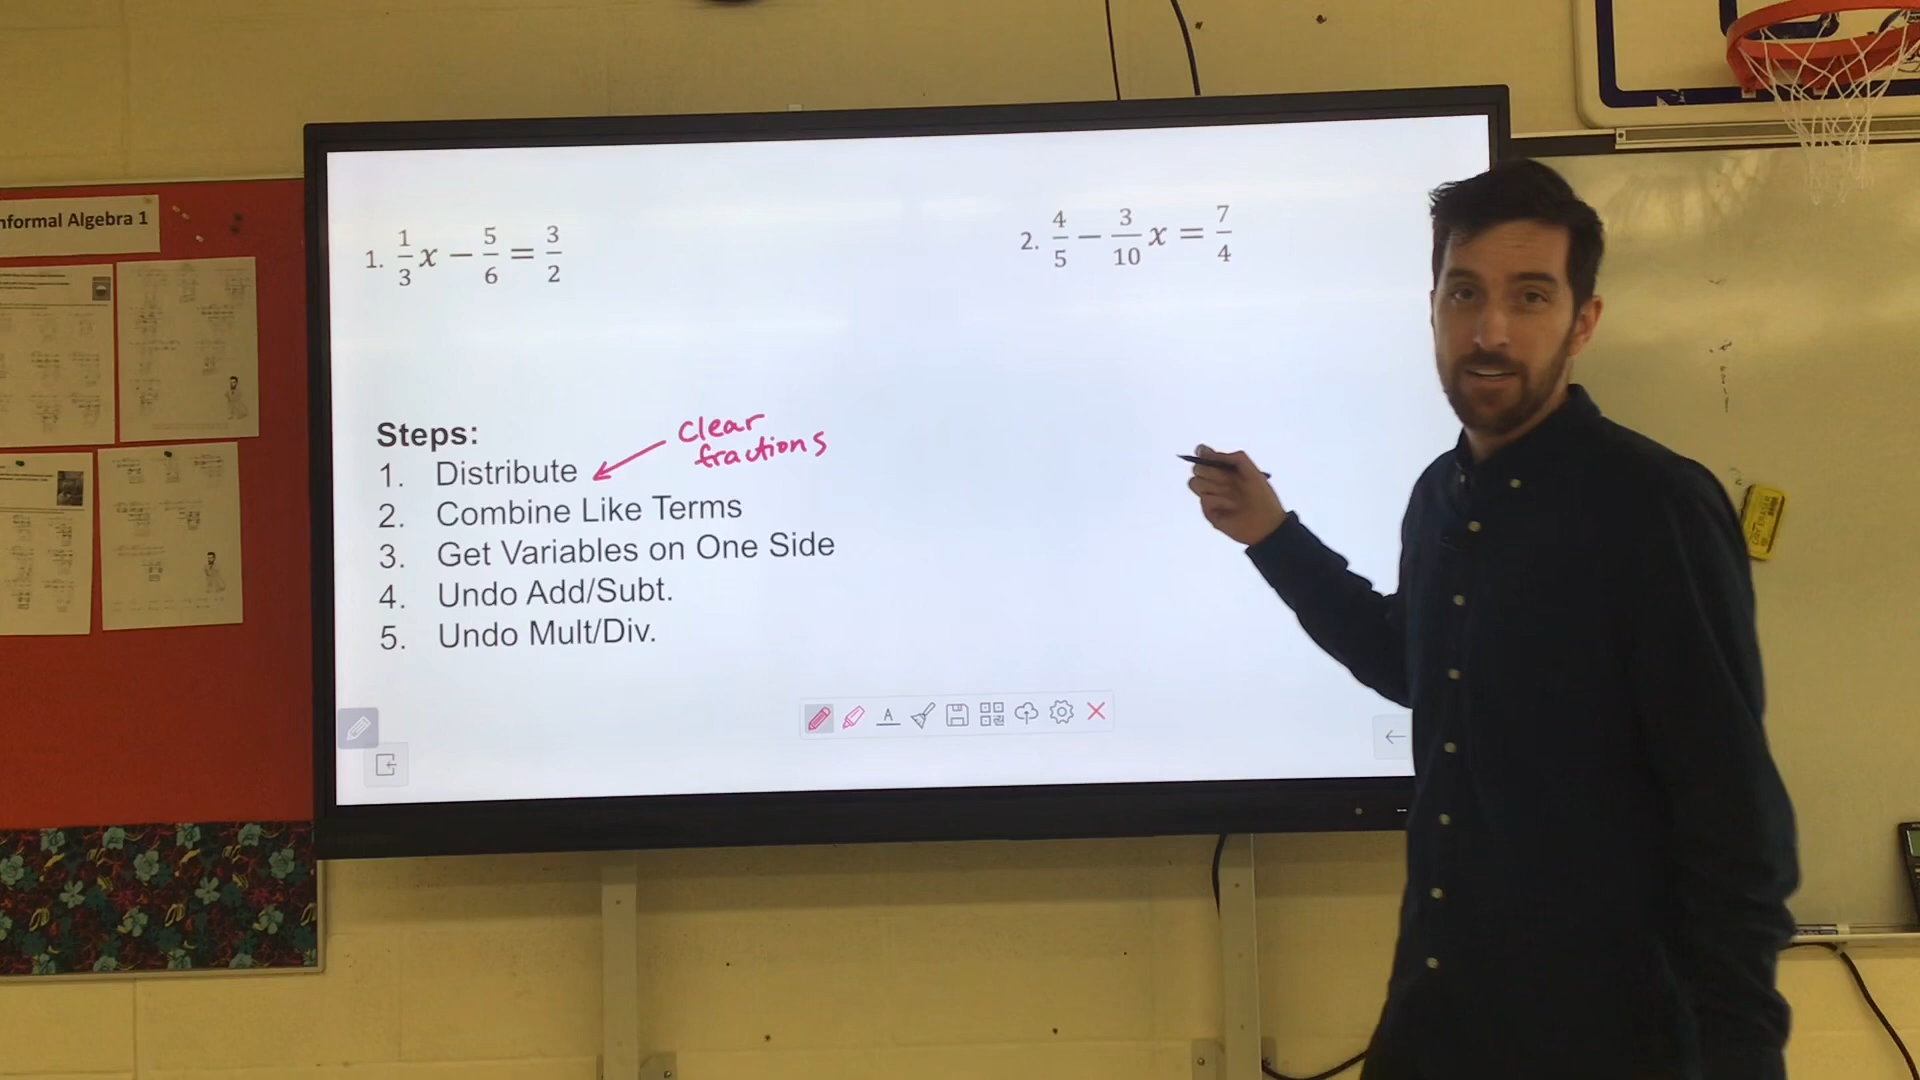 nformal Algebra 1
1. 1/3 x − 5/6 = 3/2
2. 4/5 − 3/10 x = 7/4
Steps:
clear
fractions
1. Distribute
2. Combine Like Terms
3. Get Variables on One Side
4. Undo Add/Subt.
5. Undo Mult/Div.
A